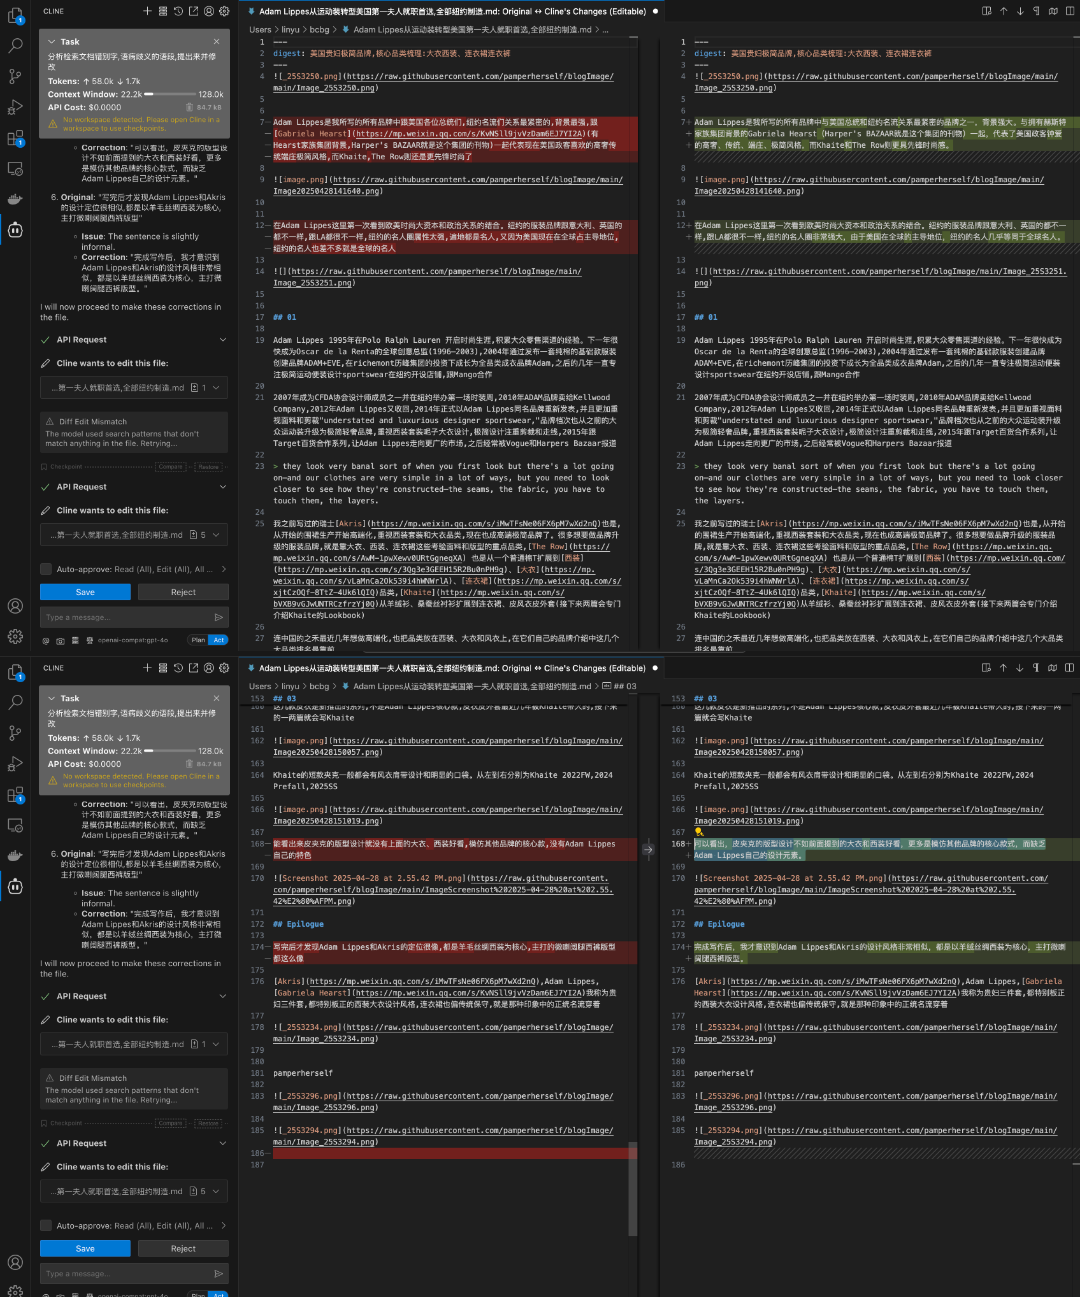 CLINE
Task
分析检索文档错别字,语病歧义的语段,提出来并修改
Tokens: ↑ 58.0k ↓ 1.7k
Context Window: 22.2k 128.0k
API Cost: $0.0000 84.7 kB
No workspace detected. Please open Cline in a workspace to use checkpoints.
Correction: "可以看出、皮夹克的版型设计不如前面提到的大衣和西装好看、更多是模仿其他品牌的核心款式、而缺乏Adam Lippes自己的设计元素。"
6. Original: "写完后才发现Adam Lippes和Akris的设计定位很相似,都是以羊毛丝绸西装为核心,主打微喇阔腿西裤版型"
Issue: The sentence is slightly informal.
Correction: "完成写作后、我才意识到Adam Lippes和Akris的设计风格非常相似、都是以羊绒丝绸西装为核心、主打微喇阔腿西裤版型。"
I will now proceed to make these corrections in the file.
API Request
Cline wants to edit this file:
...第一夫人就职首选,全部纽约制造.md 1
Diff Edit Mismatch
The model used search patterns that don't match anything in the file. Retrying...
Checkpoint Compare Restore
API Request
Cline wants to edit this file:
...第一夫人就职首选,全部纽约制造.md 5
Auto-approve: Read (All), Edit (All), All ...
Save Reject
Type a message...
openai-compat:gpt-4o Plan Act
Adam Lippes从运动装转型美国第一夫人就职首选,全部纽约制造.md: Original ↔ Cline's Changes (Editable)
Users > linyu > bcbg > Adam Lippes从运动装转型美国第一夫人就职首选,全部纽约制造.md > ...
1 ---
2 digest: 美国贵妇极简品牌,核心品类梳理:大衣西装、连衣裙连衣裤
3 ---
4 ![_25S3250.png](https://raw.githubusercontent.com/pamperherself/blogImage/main/Image_25S3250.png)
5
6
7 Adam Lippes是我所写的所有品牌中跟美国各位总统们,纽约名流们关系最紧密的,背景最强,跟[Gabriela Hearst](https://mp.weixin.qq.com/s/KvNSll9jvVzDam6EJ7YI2A)(有Hearst家族集团背景,Harper's BAZAAR就是这个集团的刊物)一起代表现在美国政客喜欢的高奢传统端庄极简风格,而Khaite,The Row则还是更先锋时尚了
8
9 ![image.png](https://raw.githubusercontent.com/pamperherself/blogImage/main/Image20250428141640.png)
10
11
12 在Adam Lippes这里第一次看到欧美时尚大资本和政治关系的结合。纽约的服装品牌跟意大利、英国的都不一样,跟LA都很不一样,纽约的名人圈属性太强,遍地都是名人,又因为美国现在在全球占主导地位,纽约的名人也差不多就是全球的名人
13
14 ![](https://raw.githubusercontent.com/pamperherself/blogImage/main/Image_25S3251.png)
15
16
17 ## 01
18
19 Adam Lippes 1995年在Polo Ralph Lauren 开启时尚生涯,积累大众零售渠道的经验。下一年很快成为Oscar de la Renta的全球创意总监(1996-2003),2004年通过发布一套纯棉的基础款服装创建品牌ADAM+EVE,在richemont历峰集团的投资下成长为全品类成衣品牌Adam,之后的几年一直专注极简运动便装设计sportswear在纽约开设店铺,跟Mango合作
20
21 2007年成为CFDA协会设计师成员之一并在纽约举办第一场时装周,2010年ADAM品牌卖给Kellwood Company,2012年Adam Lippes又收回,2014年正式以Adam Lippes同名品牌重新发表,并且更加重视面料和剪裁"understated and luxurious designer sportswear,"品牌档次也从之前的大众运动装升级为极简轻奢品牌,重视西装套装裙子大衣设计,极简设计注重剪裁和走线,2015年跟Target百货合作系列,让Adam Lippes走向更广的市场,之后经常被Vogue和Harpers Bazaar报道
22
23 > they look very banal sort of when you first look but there's a lot going on—and our clothes are very simple in a lot of ways, but you need to look closer to see how they're constructed—the seams, the fabric, you have to touch them, the layers.
24
25 我之前写过的瑞士[Akris](https://mp.weixin.qq.com/s/iMwTFsNe06FX6pM7wXd2nQ)也是,从开始的围裙生产开始高端化,重视西装套装和大衣品类,现在也成高端极简品牌了。很多想要做品牌升级的服装品牌,就是靠大衣、西装、连衣裙这些考验面料和版型的重点品类,[The Row](https://mp.weixin.qq.com/s/AwM-1pwXewv0URtGgneqXA) 也是从一个普通棉T扩展到[西装](https://mp.weixin.qq.com/s/3Qg3e3GEEH15R2Bu0nPH9g)、[大衣](https://mp.weixin.qq.com/s/vLaMnCa2Ok539i4hWNWrlA)、[连衣裙](https://mp.weixin.qq.com/s/xjtCzOQf-8TtZ-4Uk6lQIQ)品类,[Khaite](https://mp.weixin.qq.com/s/bVXB9vGJwUNTRCzfrzYj0Q)从羊绒衫、桑蚕丝衬衫扩展到连衣裙、皮风衣皮外套(接下来两篇会专门介绍Khaite的Lookbook)
26
27 连中国的之禾最近几年想做高端化,也把品类放在西装、大衣和风衣上,在它们自己的品牌介绍中这几个大品类排名最靠前
1 ---
2 digest: 美国贵妇极简品牌,核心品类梳理:大衣西装、连衣裙连衣裤
3 ---
4 ![_25S3250.png](https://raw.githubusercontent.com/pamperherself/blogImage/main/Image_25S3250.png)
5
6
7 Adam Lippes是我所写的所有品牌中与美国总统和纽约名流关系最紧密的品牌之一、背景强大、与拥有赫斯特家族集团背景的Gabriela Hearst (Harper's BAZAAR就是这个集团的刊物) 一起、代表了美国政客钟爱的高奢、传统、端庄、极简风格、而Khaite和The Row则更具先锋时尚感。
8
9 ![image.png](https://raw.githubusercontent.com/pamperherself/blogImage/main/Image20250428141640.png)
10
11
12 在Adam Lippes这里第一次看到欧美时尚大资本和政治关系的结合。纽约的服装品牌跟意大利、英国的都不一样,跟LA都很不一样,纽约的名人圈非常强大、由于美国在全球的主导地位、纽约的名人几乎等同于全球名人。
13
14 ![](https://raw.githubusercontent.com/pamperherself/blogImage/main/Image_25S3251.png)
15
16
17 ## 01
18
19 Adam Lippes 1995年在Polo Ralph Lauren 开启时尚生涯,积累大众零售渠道的经验。下一年很快成为Oscar de la Renta的全球创意总监(1996-2003),2004年通过发布一套纯棉的基础款服装创建品牌ADAM+EVE,在richemont历峰集团的投资下成长为全品类成衣品牌Adam,之后的几年一直专注极简运动便装设计sportswear在纽约开设店铺,跟Mango合作
20
21 2007年成为CFDA协会设计师成员之一并在纽约举办第一场时装周,2010年ADAM品牌卖给Kellwood Company,2012年Adam Lippes又收回,2014年正式以Adam Lippes同名品牌重新发表,并且更加重视面料和剪裁"understated and luxurious designer sportswear,"品牌档次也从之前的大众运动装升级为极简轻奢品牌,重视西装套装裙子大衣设计,极简设计注重剪裁和走线,2015年跟Target百货合作系列,让Adam Lippes走向更广的市场,之后经常被Vogue和Harpers Bazaar报道
22
23 > they look very banal sort of when you first look but there's a lot going on—and our clothes are very simple in a lot of ways, but you need to look closer to see how they're constructed—the seams, the fabric, you have to touch them, the layers.
24
25 我之前写过的瑞士[Akris](https://mp.weixin.qq.com/s/iMwTFsNe06FX6pM7wXd2nQ)也是,从开始的围裙生产开始高端化,重视西装套装和大衣品类,现在也成高端极简品牌了。很多想要做品牌升级的服装品牌,就是靠大衣、西装、连衣裙这些考验面料和版型的重点品类,[The Row](https://mp.weixin.qq.com/s/AwM-1pwXewv0URtGgneqXA) 也是从一个普通棉T扩展到[西装](https://mp.weixin.qq.com/s/3Qg3e3GEEH15R2Bu0nPH9g)、[大衣](https://mp.weixin.qq.com/s/vLaMnCa2Ok539i4hWNWrlA)、[连衣裙](https://mp.weixin.qq.com/s/xjtCzOQf-8TtZ-4Uk6lQIQ)品类,[Khaite](https://mp.weixin.qq.com/s/bVXB9vGJwUNTRCzfrzYj0Q)从羊绒衫、桑蚕丝衬衫扩展到连衣裙、皮风衣皮外套(接下来两篇会专门介绍Khaite的Lookbook)
26
27 连中国的之禾最近几年想做高端化,也把品类放在西装、大衣和风衣上,在它们自己的品牌介绍中这几个大品类排名最靠前
CLINE
Task
分析检索文档错别字,语病歧义的语段,提出来并修改
Tokens: ↑ 58.0k ↓ 1.7k
Context Window: 22.2k 128.0k
API Cost: $0.0000 84.7 kB
No workspace detected. Please open Cline in a workspace to use checkpoints.
Correction: "可以看出、皮夹克的版型设计不如前面提到的大衣和西装好看、更多是模仿其他品牌的核心款式、而缺乏Adam Lippes自己的设计元素。"
6. Original: "写完后才发现Adam Lippes和Akris的设计定位很相似,都是以羊毛丝绸西装为核心,主打微喇阔腿西裤版型"
Issue: The sentence is slightly informal.
Correction: "完成写作后、我才意识到Adam Lippes和Akris的设计风格非常相似、都是以羊绒丝绸西装为核心、主打微喇阔腿西裤版型。"
I will now proceed to make these corrections in the file.
API Request
Cline wants to edit this file:
...第一夫人就职首选,全部纽约制造.md 1
Diff Edit Mismatch
The model used search patterns that don't match anything in the file. Retrying...
Checkpoint Compare Restore
API Request
Cline wants to edit this file:
...第一夫人就职首选,全部纽约制造.md 5
Auto-approve: Read (All), Edit (All), All ...
Save Reject
Type a message...
openai-compat:gpt-4o Plan Act
Adam Lippes从运动装转型美国第一夫人就职首选,全部纽约制造.md: Original ↔ Cline's Changes (Editable)
Users > linyu > bcbg > Adam Lippes从运动装转型美国第一夫人就职首选,全部纽约制造.md > ## 03
153 ## 03
的一两篇就会写Khaite
161
162 ![image.png](https://raw.githubusercontent.com/pamperherself/blogImage/main/Image20250428150057.png)
163
164 Khaite的短款夹克一般都会有风衣肩带设计和明显的口袋。从左到右分别为Khaite 2022FW,2024 Prefall,2025SS
165
166 ![image.png](https://raw.githubusercontent.com/pamperherself/blogImage/main/Image20250428151019.png)
167
168 能看出来皮夹克的版型设计就没有上面的大衣、西装好看,模仿其他品牌的核心款,没有Adam Lippes自己的特色
169
170 ![Screenshot 2025-04-28 at 2.55.42 PM.png](https://raw.githubusercontent.com/pamperherself/blogImage/main/ImageScreenshot%202025-04-28%20at%202.55.42%E2%80%AFPM.png)
171
172 ## Epilogue
173
174 写完后才发现Adam Lippes和Akris的定位很像,都是羊毛丝绸西装为核心,主打的微喇阔腿西裤版型都这么像
175
176 [Akris](https://mp.weixin.qq.com/s/iMwTFsNe06FX6pM7wXd2nQ),Adam Lippes,[Gabriela Hearst](https://mp.weixin.qq.com/s/KvNSll9jvVzDam6EJ7YI2A)我称为贵妇三件套,都特别板正的西装大衣设计风格,连衣裙也偏传统保守,就是那种印象中的正统名流穿着
177
178 ![_25S3234.png](https://raw.githubusercontent.com/pamperherself/blogImage/main/Image_25S3234.png)
179
180
181 pamperherself
182
183 ![_25S3296.png](https://raw.githubusercontent.com/pamperherself/blogImage/main/Image_25S3296.png)
184
185 ![_25S3294.png](https://raw.githubusercontent.com/pamperherself/blogImage/main/Image_25S3294.png)
186
187
153 ## 03
的一两篇就会写Khaite
161
162 ![image.png](https://raw.githubusercontent.com/pamperherself/blogImage/main/Image20250428150057.png)
163
164 Khaite的短款夹克一般都会有风衣肩带设计和明显的口袋。从左到右分别为Khaite 2022FW,2024 Prefall,2025SS
165
166 ![image.png](https://raw.githubusercontent.com/pamperherself/blogImage/main/Image20250428151019.png)
167
168 可以看出、皮夹克的版型设计不如前面提到的大衣和西装好看、更多是模仿其他品牌的核心款式、而缺乏Adam Lippes自己的设计元素。
169
170 ![Screenshot 2025-04-28 at 2.55.42 PM.png](https://raw.githubusercontent.com/pamperherself/blogImage/main/ImageScreenshot%202025-04-28%20at%202.55.42%E2%80%AFPM.png)
171
172 ## Epilogue
173
174 完成写作后、我才意识到Adam Lippes和Akris的设计风格非常相似、都是以羊绒丝绸西装为核心、主打微喇阔腿西裤版型。
175
176 [Akris](https://mp.weixin.qq.com/s/iMwTFsNe06FX6pM7wXd2nQ),Adam Lippes,[Gabriela Hearst](https://mp.weixin.qq.com/s/KvNSll9jvVzDam6EJ7YI2A)我称为贵妇三件套,都特别板正的西装大衣设计风格,连衣裙也偏传统保守,就是那种印象中的正统名流穿着
177
178 ![_25S3234.png](https://raw.githubusercontent.com/pamperherself/blogImage/main/Image_25S3234.png)
179
180
181 pamperherself
182
183 ![_25S3296.png](https://raw.githubusercontent.com/pamperherself/blogImage/main/Image_25S3296.png)
184
185 ![_25S3294.png](https://raw.githubusercontent.com/pamperherself/blogImage/main/Image_25S3294.png)
186